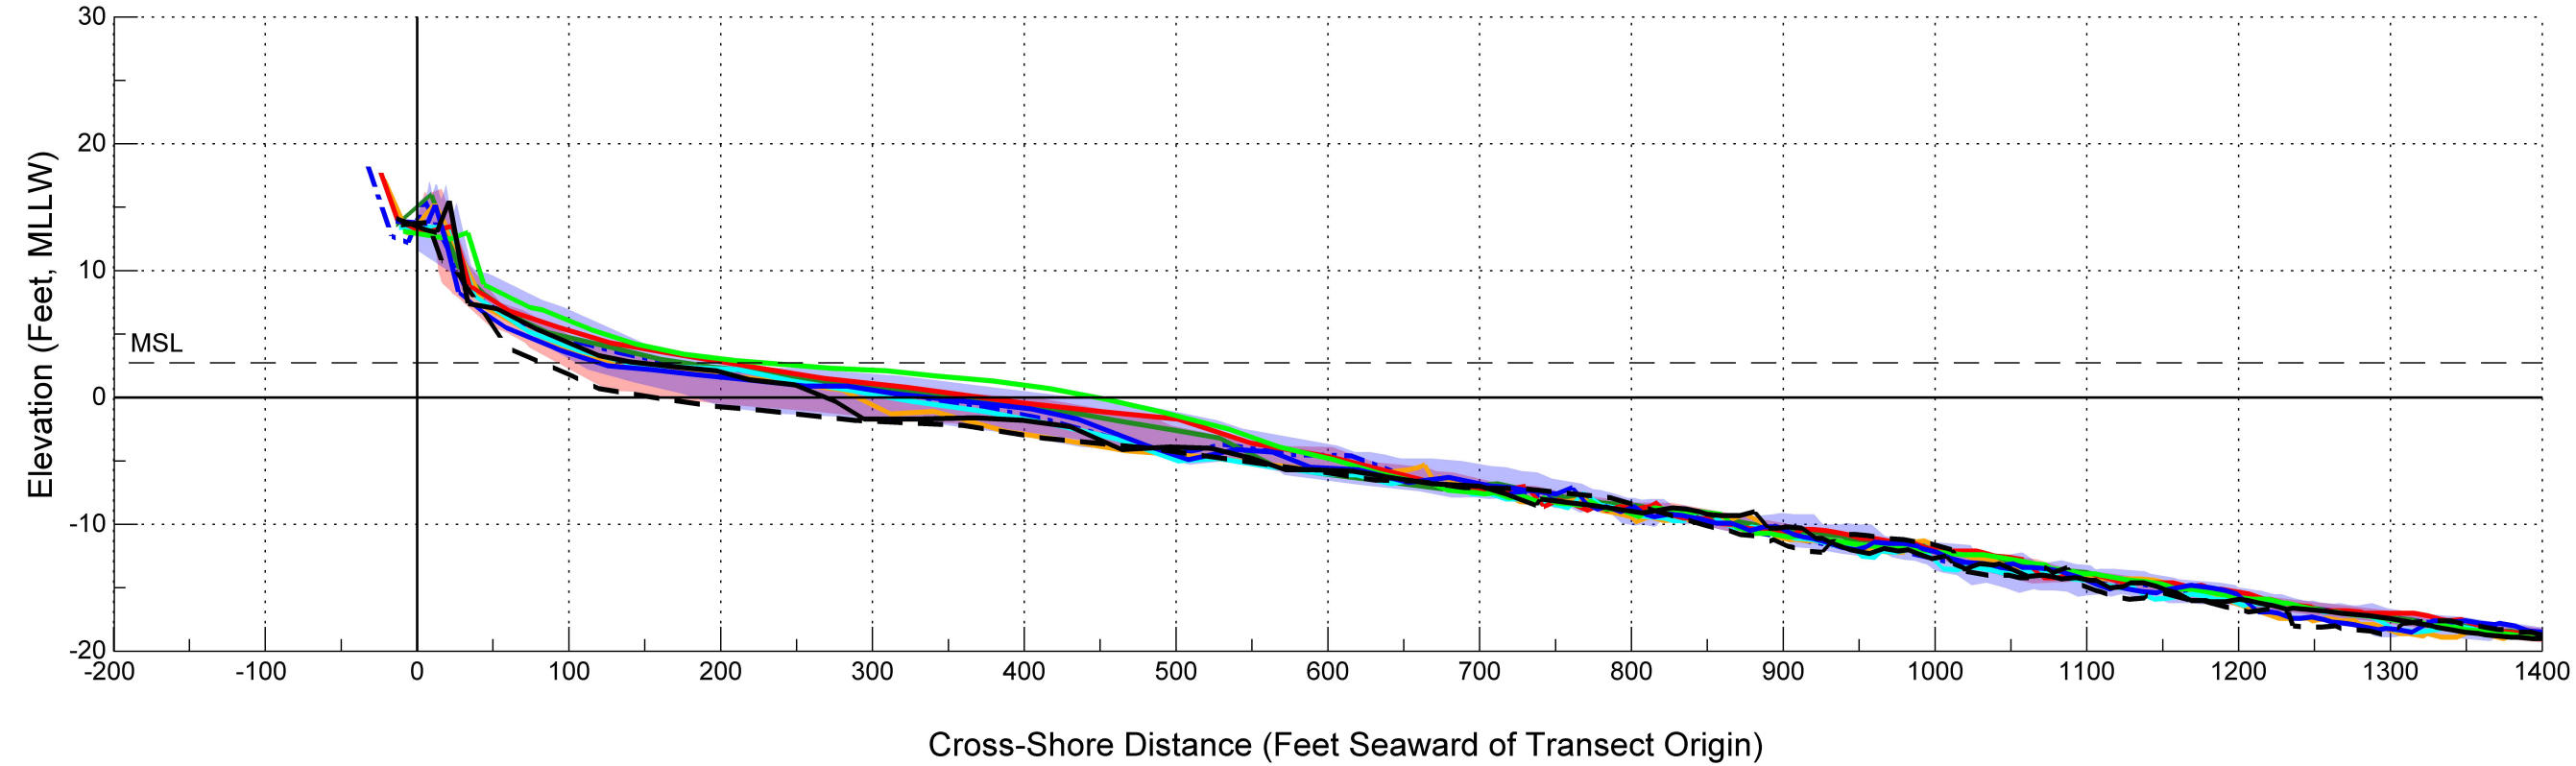 30
20
10
0
-10
-20
Elevation (Feet, MLLW)
MSL
-200 -100 0 100 200 300 400 500 600 700 800 900 1000 1100 1200 1300 1400
Cross-Shore Distance (Feet Seaward of Transect Origin)